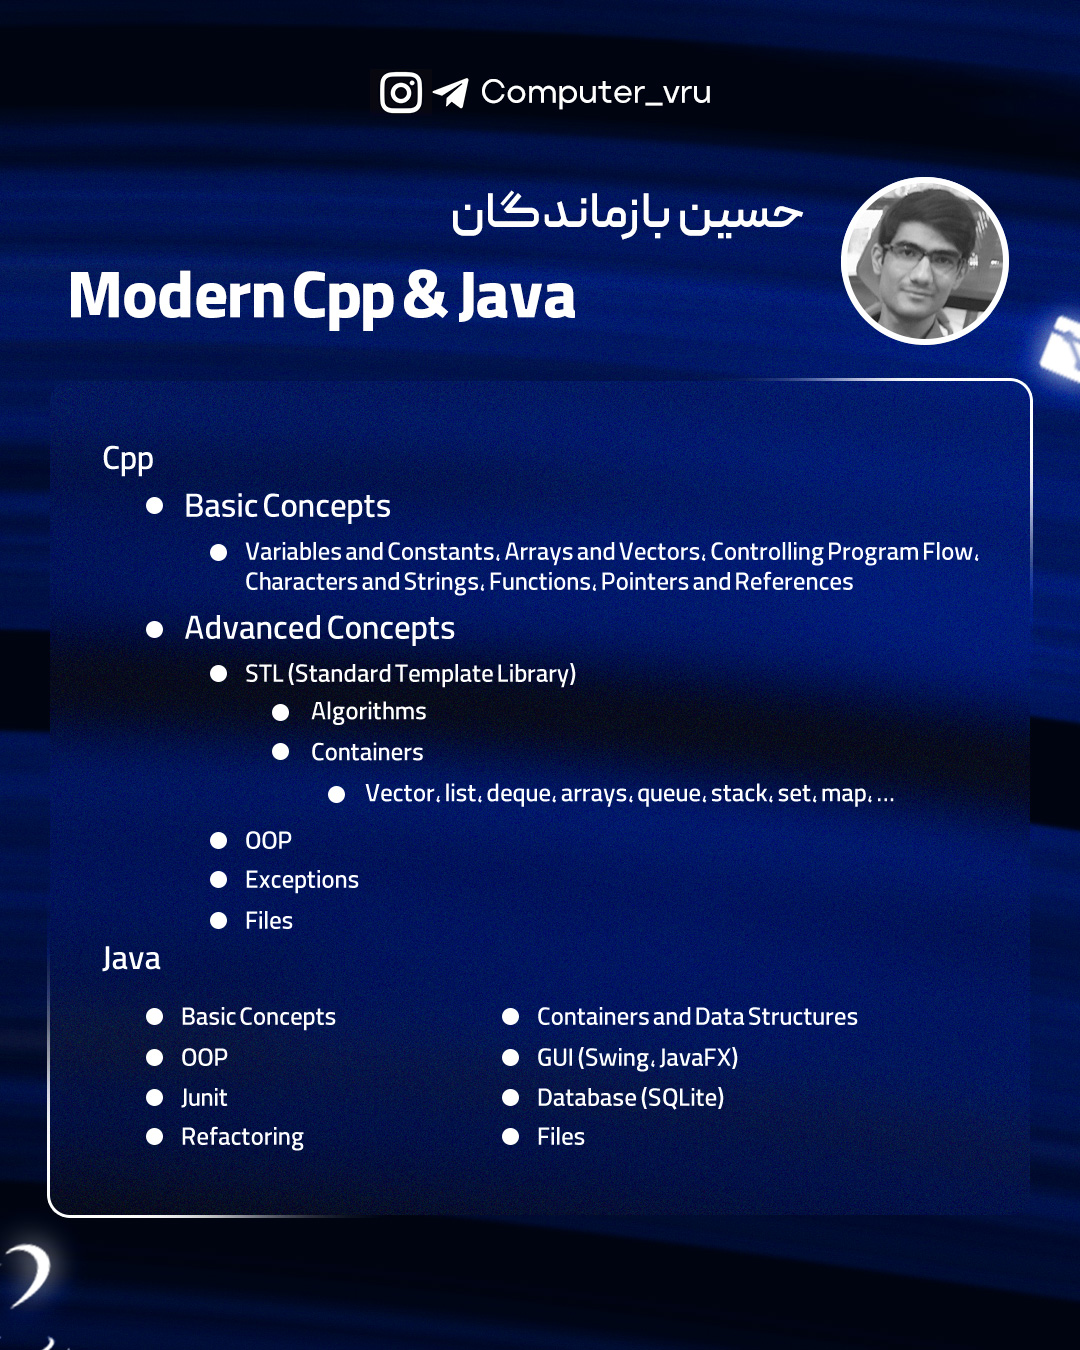 Computer_vru
حسین بازماندگان
Modern Cpp & Java
Cpp
Basic Concepts
Variables and Constants، Arrays and Vectors، Controlling Program Flow،
Characters and Strings، Functions، Pointers and References
Advanced Concepts
STL (Standard Template Library)
Algorithms
Containers
Vector، list، deque، arrays، queue، stack، set، map، ...
OOP
Exceptions
Files
Java
Basic Concepts
OOP
Junit
Refactoring
Containers and Data Structures
GUI (Swing، JavaFX)
Database (SQLite)
Files